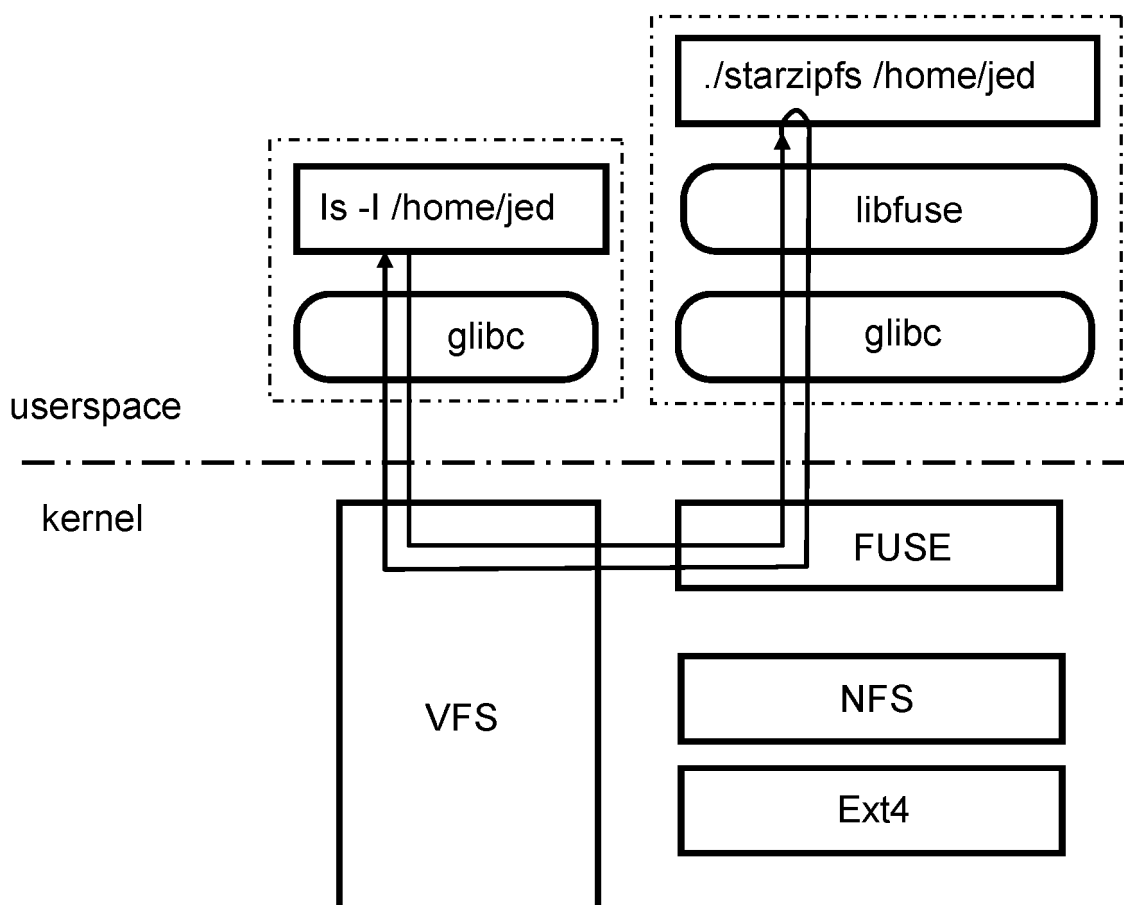 ./starzipfs /home/jed
ls -l /home/jed
libfuse
glibc
glibc
userspace
kernel
FUSE
VFS
NFS
Ext4